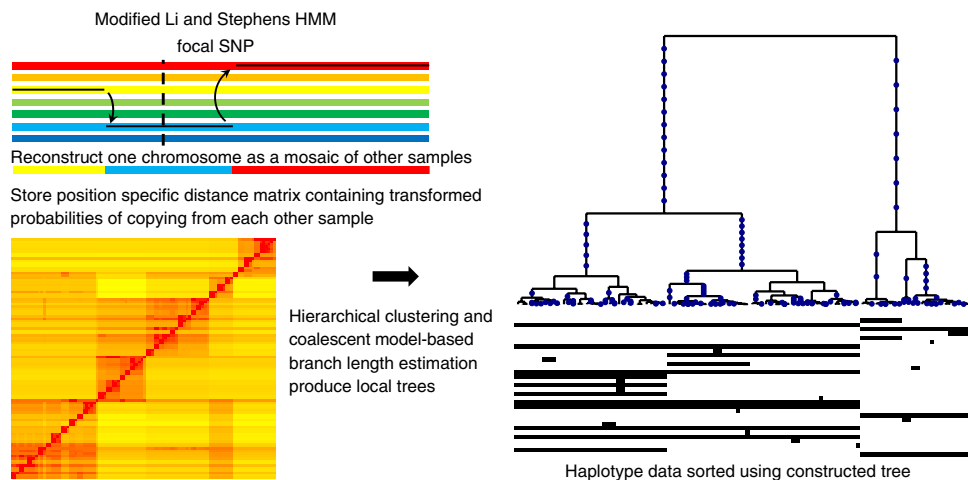 Modified Li and Stephens HMM
focal SNP
Reconstruct one chromosome as a mosaic of other samples
Store position specific distance matrix containing transformed
probabilities of copying from each other sample
Hierarchical clustering and
coalescent model-based
branch length estimation
produce local trees
Haplotype data sorted using constructed tree